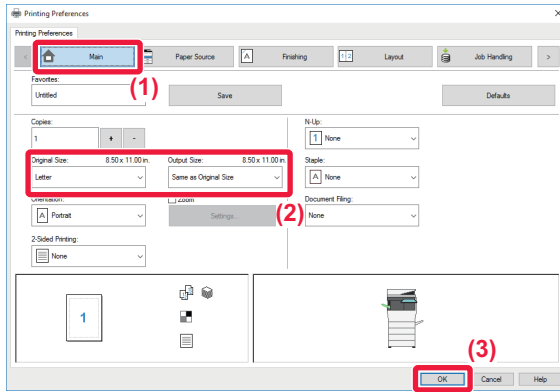 Printing Preferences
Printing Preferences
Main
Paper Source
A
Finishing
1 2
Layout
Job Handling
(1)
Favorites:
Untitled
Save
Defaults
Copies:
1
+
-
N-Up:
1
None
Original Size:
8.50 x 11.00 in.
Output Size:
8.50 x 11.00 in.
Staple:
Letter
Same as Original Size
A
None
(2)
Orientation:
Zoom
Document Filing:
A
Portrait
Settings...
None
2-Sided Printing:
None
1
(3)
OK
Cancel
Help